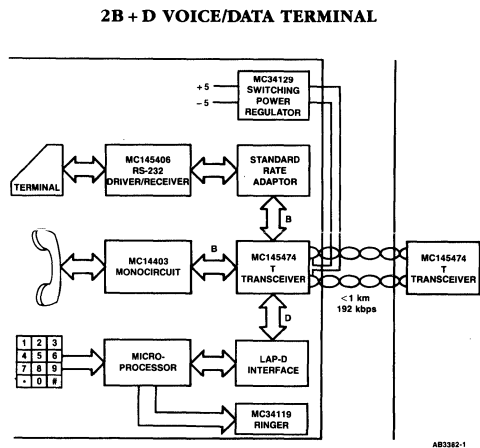 2B + D VOICE/DATA TERMINAL
MC34129
SWITCHING
POWER
REGULATOR
+5
−5
TERMINAL
MC145406
RS-232
DRIVER/RECEIVER
STANDARD
RATE
ADAPTOR
B
MC14403
MONOCIRCUIT
B
MC145474
T
TRANSCEIVER
MC145474
T
TRANSCEIVER
<1 km
192 kbps
D
1 2 3
4 5 6
7 8 9
* 0 #
MICRO-
PROCESSOR
LAP-D
INTERFACE
MC34119
RINGER
AB3382-1